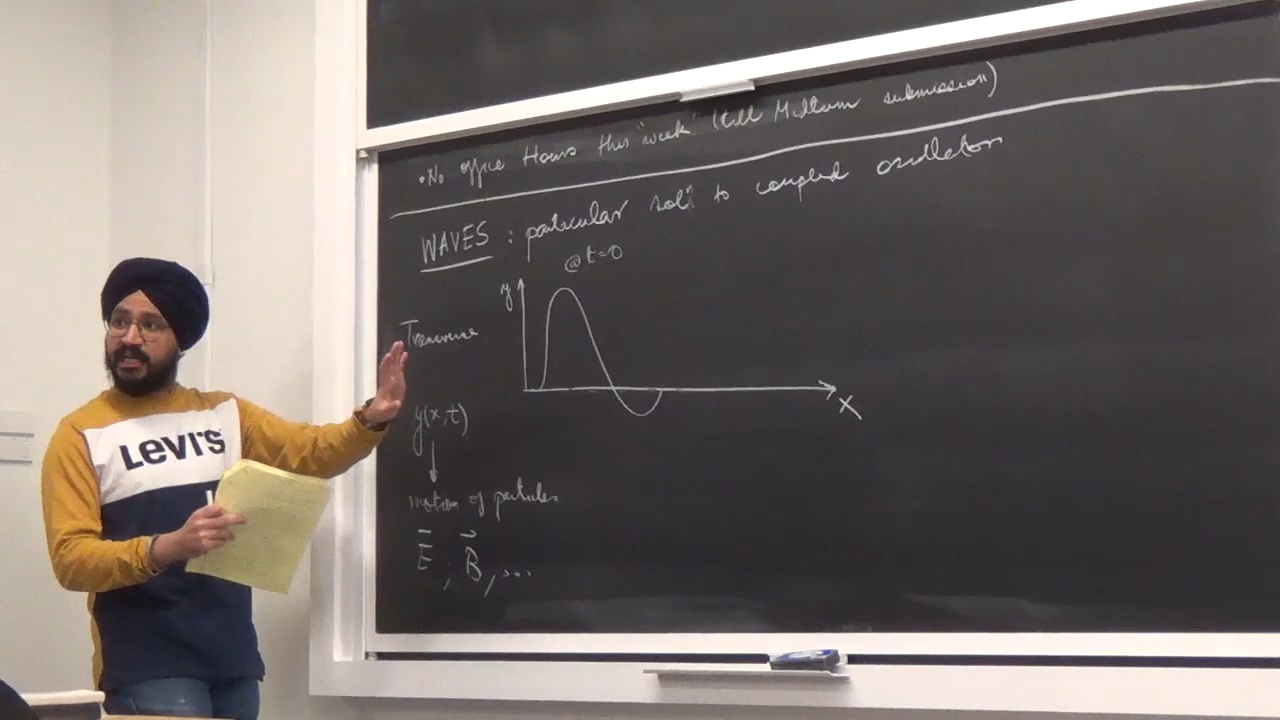 • No office Hours this "week" (till Midterm submission)
WAVES : particular solⁿ to coupled oscillators
@ t=0
y
Transverse
x
y(x,t)
↓
motion of particles
E⃗ ; B⃗ , ....
Levi's